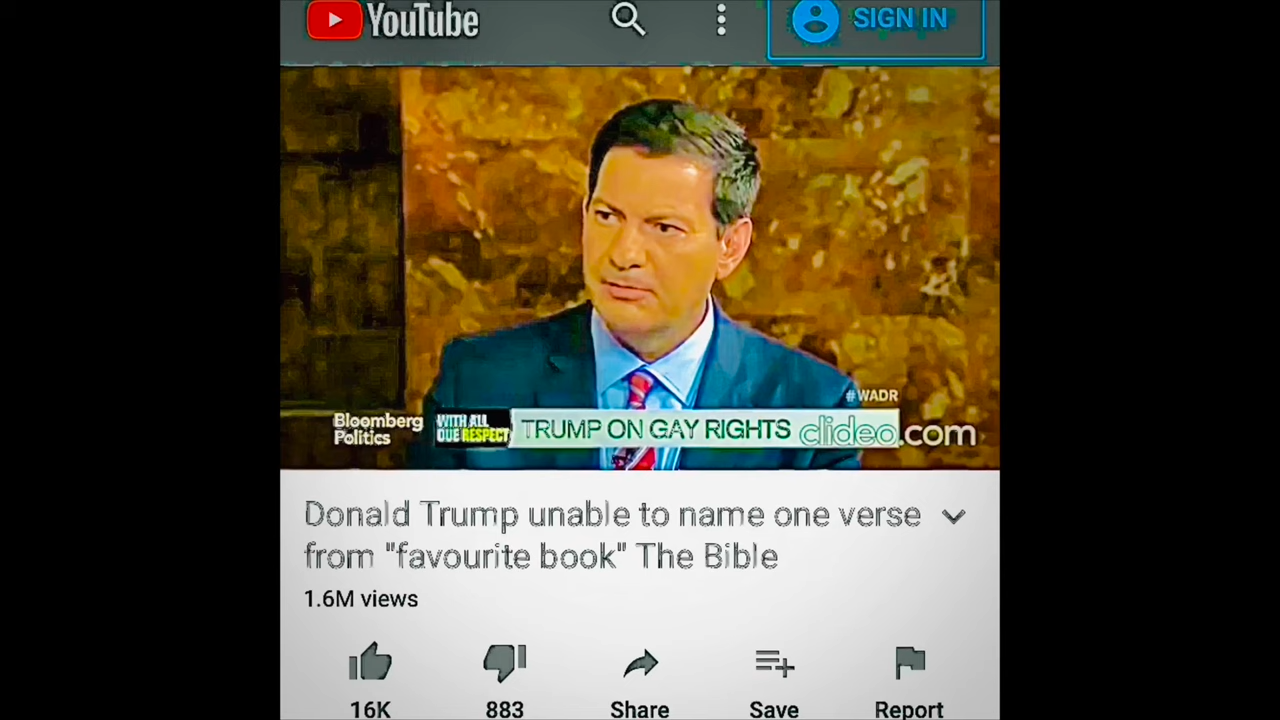 YouTube
SIGN IN
#WADR
Bloomberg
Politics
WITH ALL
DUE RESPECT
TRUMP ON GAY RIGHTS
clideo.com
Donald Trump unable to name one verse
from "favourite book" The Bible
1.6M views
16K
883
Share
Save
Report